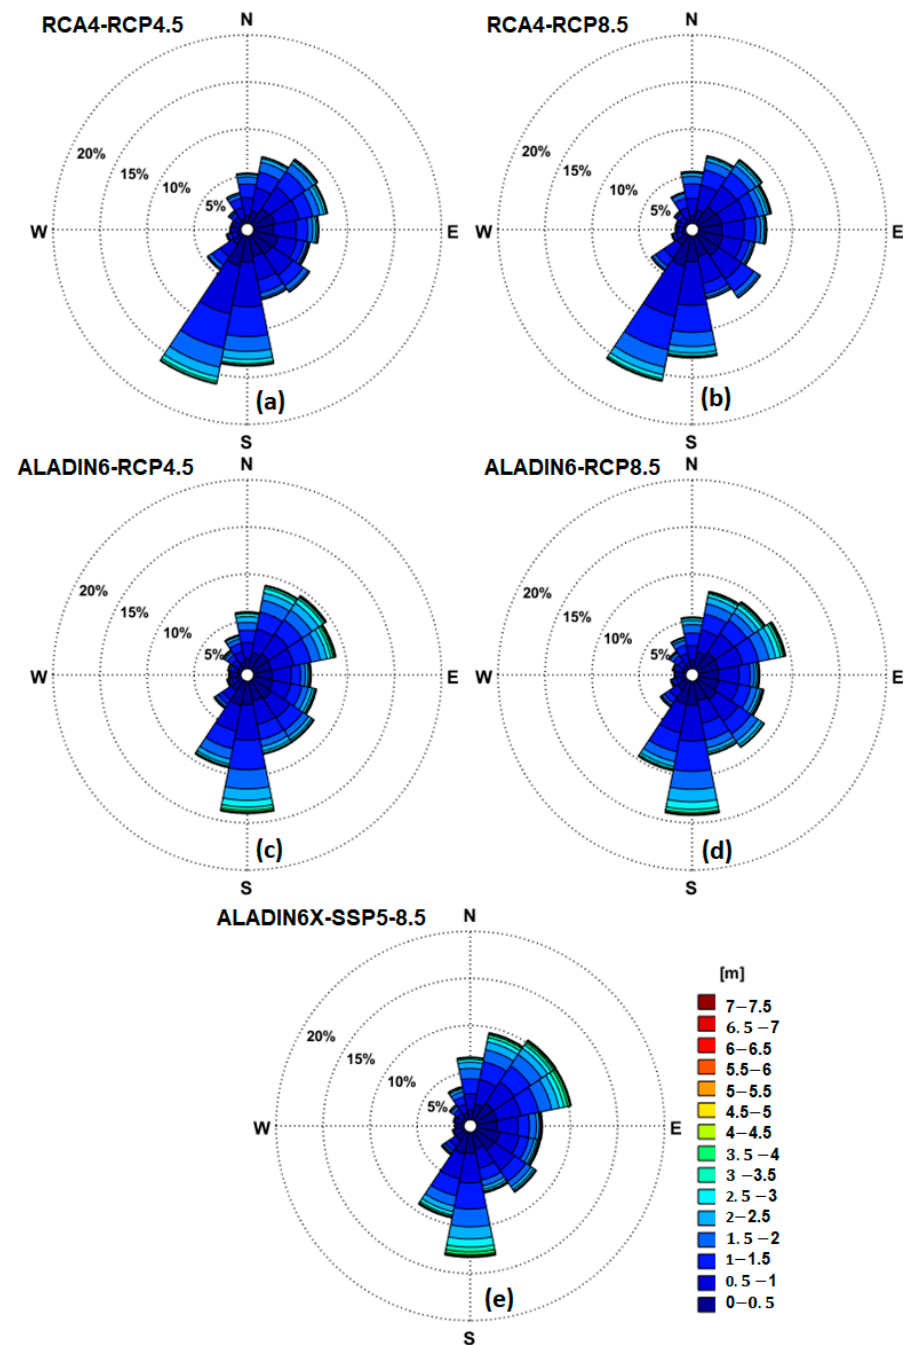 RCA4-RCP4.5
N
20%
15%
10%
5%
W
E
S
(a)
RCA4-RCP8.5
N
20%
15%
10%
5%
W
E
S
(b)
ALADIN6-RCP4.5
N
20%
15%
10%
5%
W
E
S
(c)
ALADIN6-RCP8.5
N
20%
15%
10%
5%
W
E
S
(d)
ALADIN6X-SSP5-8.5
N
20%
15%
10%
5%
W
E
S
(e)
[m]
7–7.5
6.5–7
6–6.5
5.5–6
5–5.5
4.5–5
4–4.5
3.5–4
3–3.5
2.5–3
2–2.5
1.5–2
1–1.5
0.5–1
0–0.5